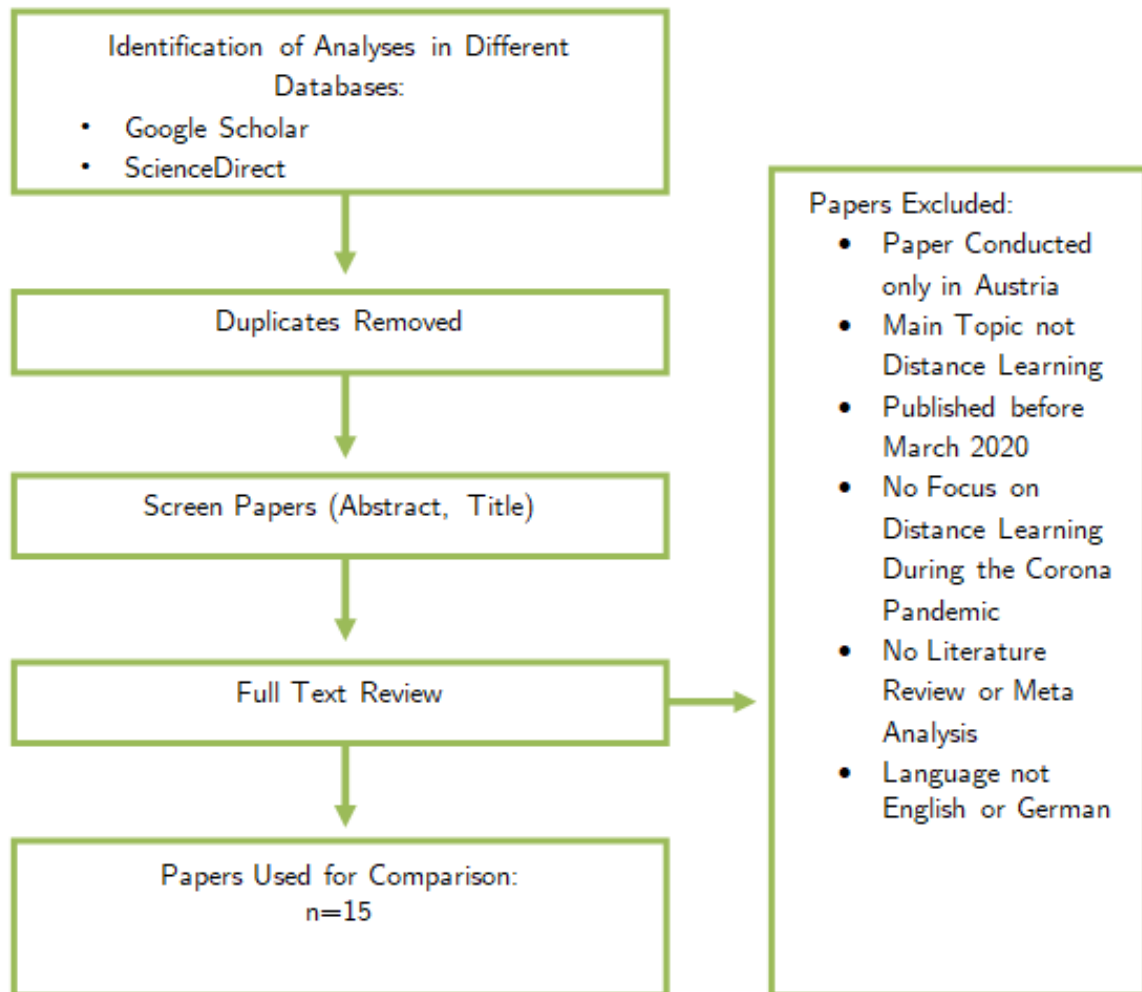 Identification of Analyses in Different
Databases:
• Google Scholar
• ScienceDirect
Duplicates Removed
Screen Papers (Abstract, Title)
Full Text Review
Papers Used for Comparison:
n=15
Papers Excluded:
• Paper Conducted
only in Austria
• Main Topic not
Distance Learning
• Published before
March 2020
• No Focus on
Distance Learning
During the Corona
Pandemic
• No Literature
Review or Meta
Analysis
• Language not
English or German